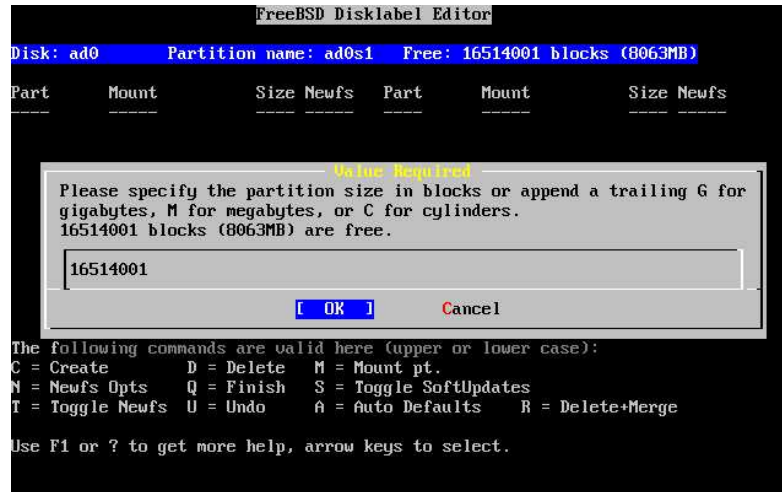 FreeBSD Disklabel Editor
Disk: ad0 Partition name: ad0s1 Free: 16514001 blocks (8063MB)
Part Mount Size Newfs Part Mount Size Newfs
---- ----- ---- ----- ---- ----- ---- -----
Value Required
Please specify the partition size in blocks or append a trailing G for
gigabytes, M for megabytes, or C for cylinders.
16514001 blocks (8063MB) are free.
16514001
[ OK ] Cancel
The following commands are valid here (upper or lower case):
C = Create D = Delete M = Mount pt.
N = Newfs Opts Q = Finish S = Toggle SoftUpdates
T = Toggle Newfs U = Undo A = Auto Defaults R = Delete+Merge
Use F1 or ? to get more help, arrow keys to select.